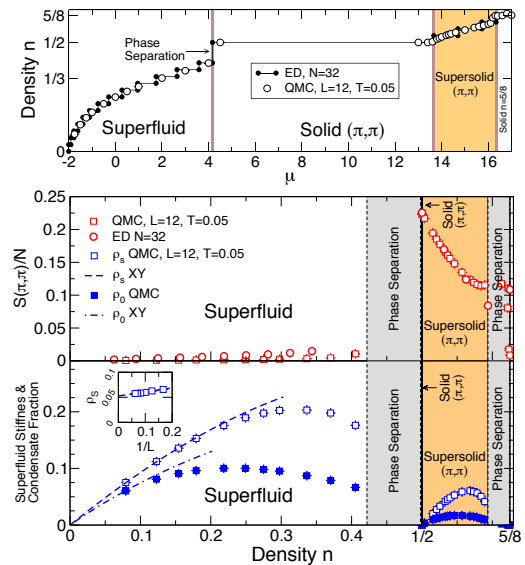 5/8
1/2
1/3
0
Density n
Phase
Separation
ED, N=32
QMC, L=12, T=0.05
Superfluid
Solid (π,π)
Supersolid
(π,π)
Solid n=5/8
-2 0 2 4 6 8 10 12 14 16
μ
0.25
0.2
0.15
0.1
0.05
0
S(π,π)/N
QMC, L=12, T=0.05
ED N=32
ρs QMC, L=12, T=0.05
ρs XY
ρ0 QMC
ρ0 XY
Superfluid
Phase Separation
Solid
(π,π)
Supersolid
(π,π)
Phase Separation
Superfluid Stiffness &
Condensate Fraction
0.2
0.1
0
ρS
0.1
0.05
0
0 0.1 0.2
1/L
Superfluid
Phase Separation
Solid
(π,π)
Supersolid
(π,π)
Phase Separation
0 0.1 0.2 0.3 0.4 1/2 5/8
Density n